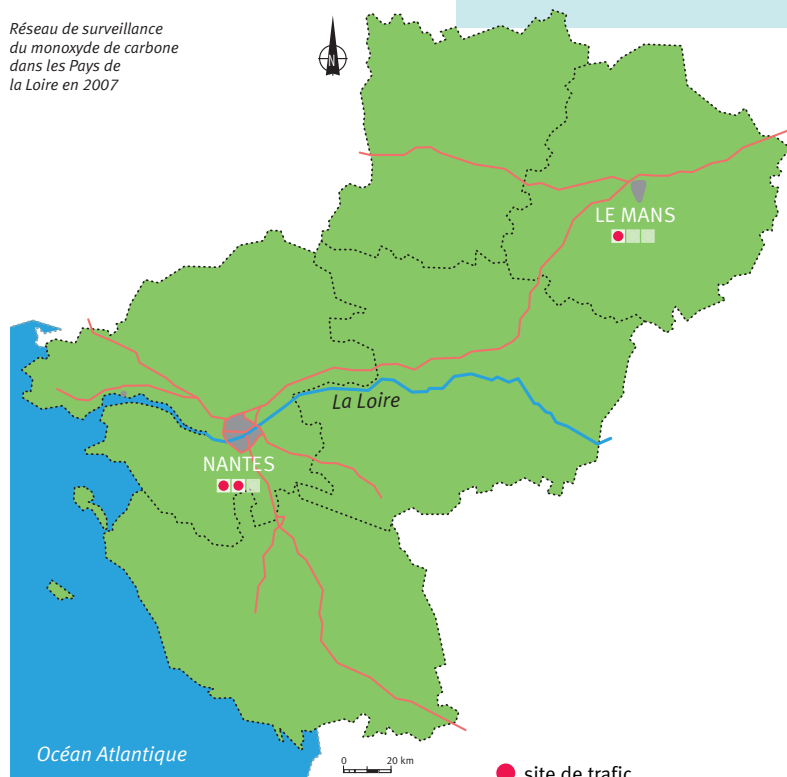 Réseau de surveillance
du monoxyde de carbone
dans les Pays de
la Loire en 2007
N
LE MANS
La Loire
NANTES
Océan Atlantique
0 20 km
site de trafic